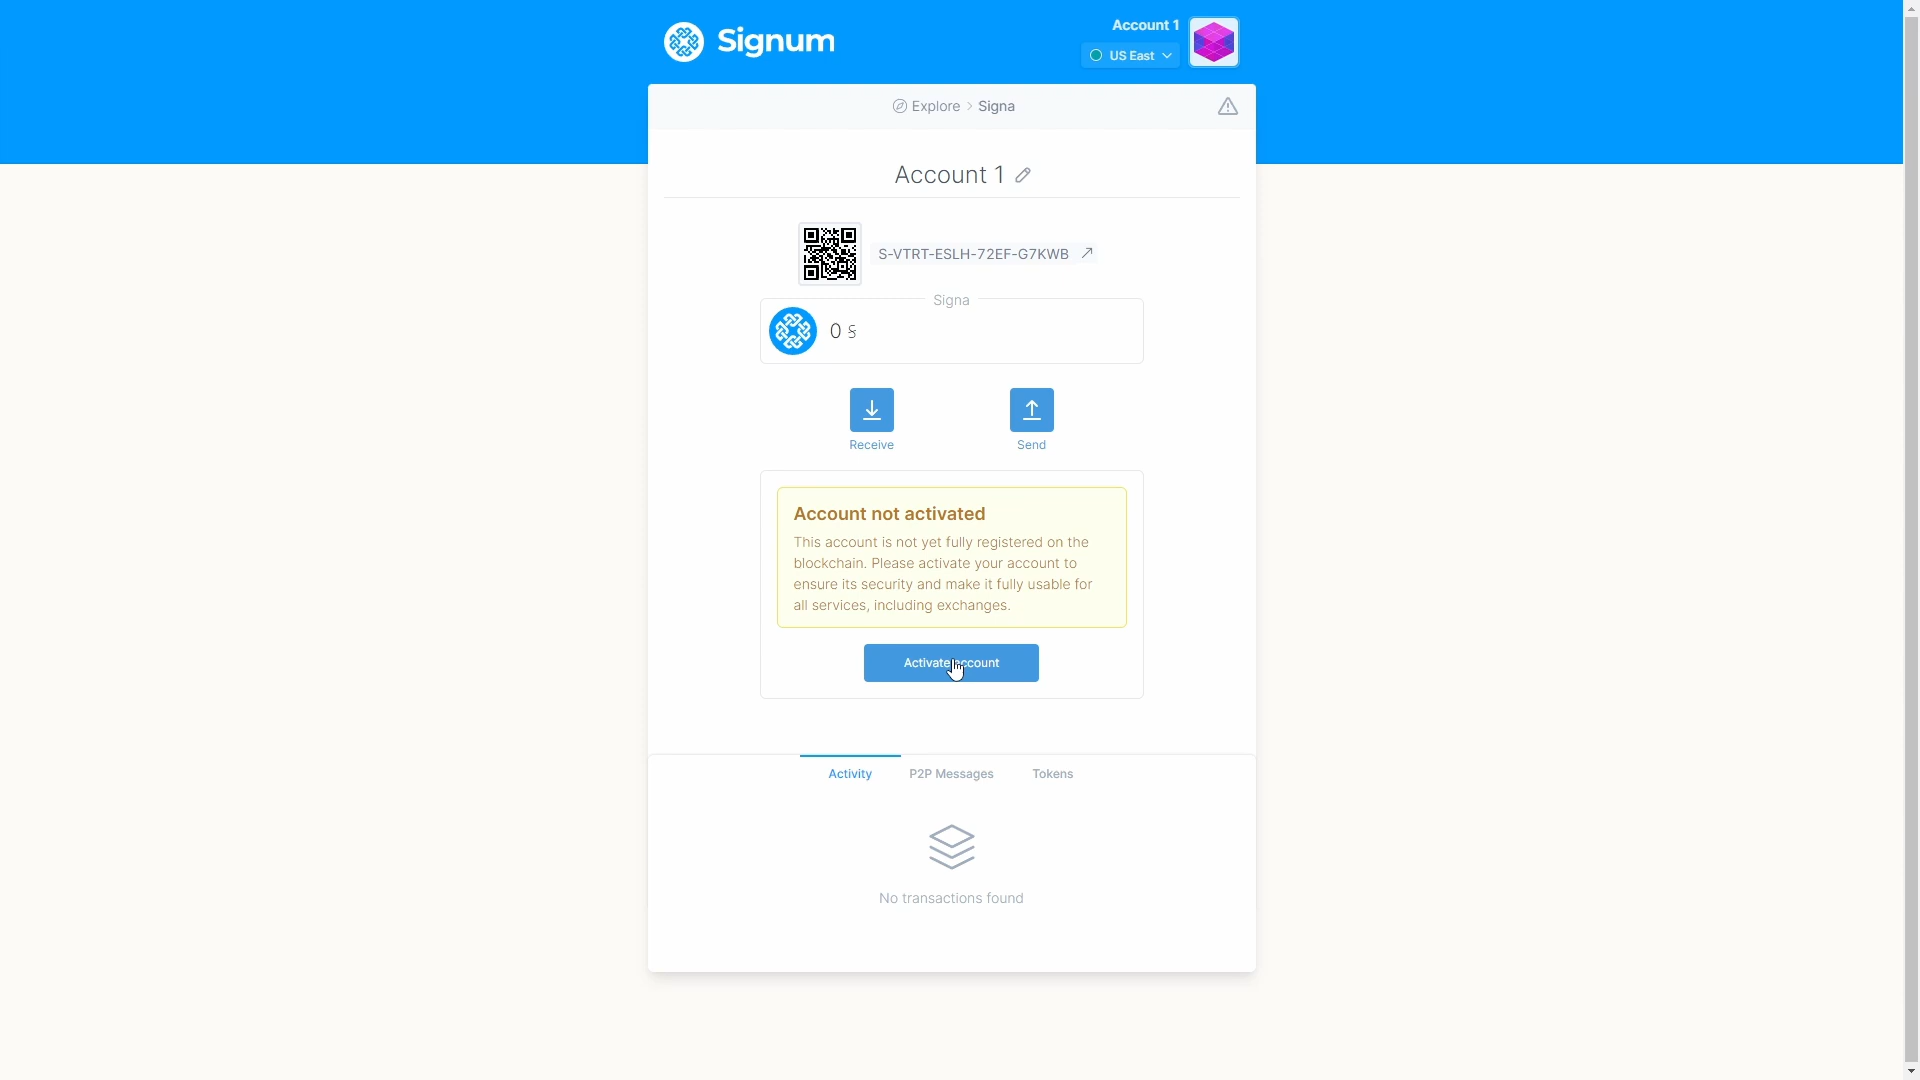 Signum
Account 1
US East
Explore > Signa
Account 1
S-VTRT-ESLH-72EF-G7KWB
Signa
0 S
Receive
Send
Account not activated
This account is not yet fully registered on the
blockchain. Please activate your account to
ensure its security and make it fully usable for
all services, including exchanges.
Activate account
Activity
P2P Messages
Tokens
No transactions found